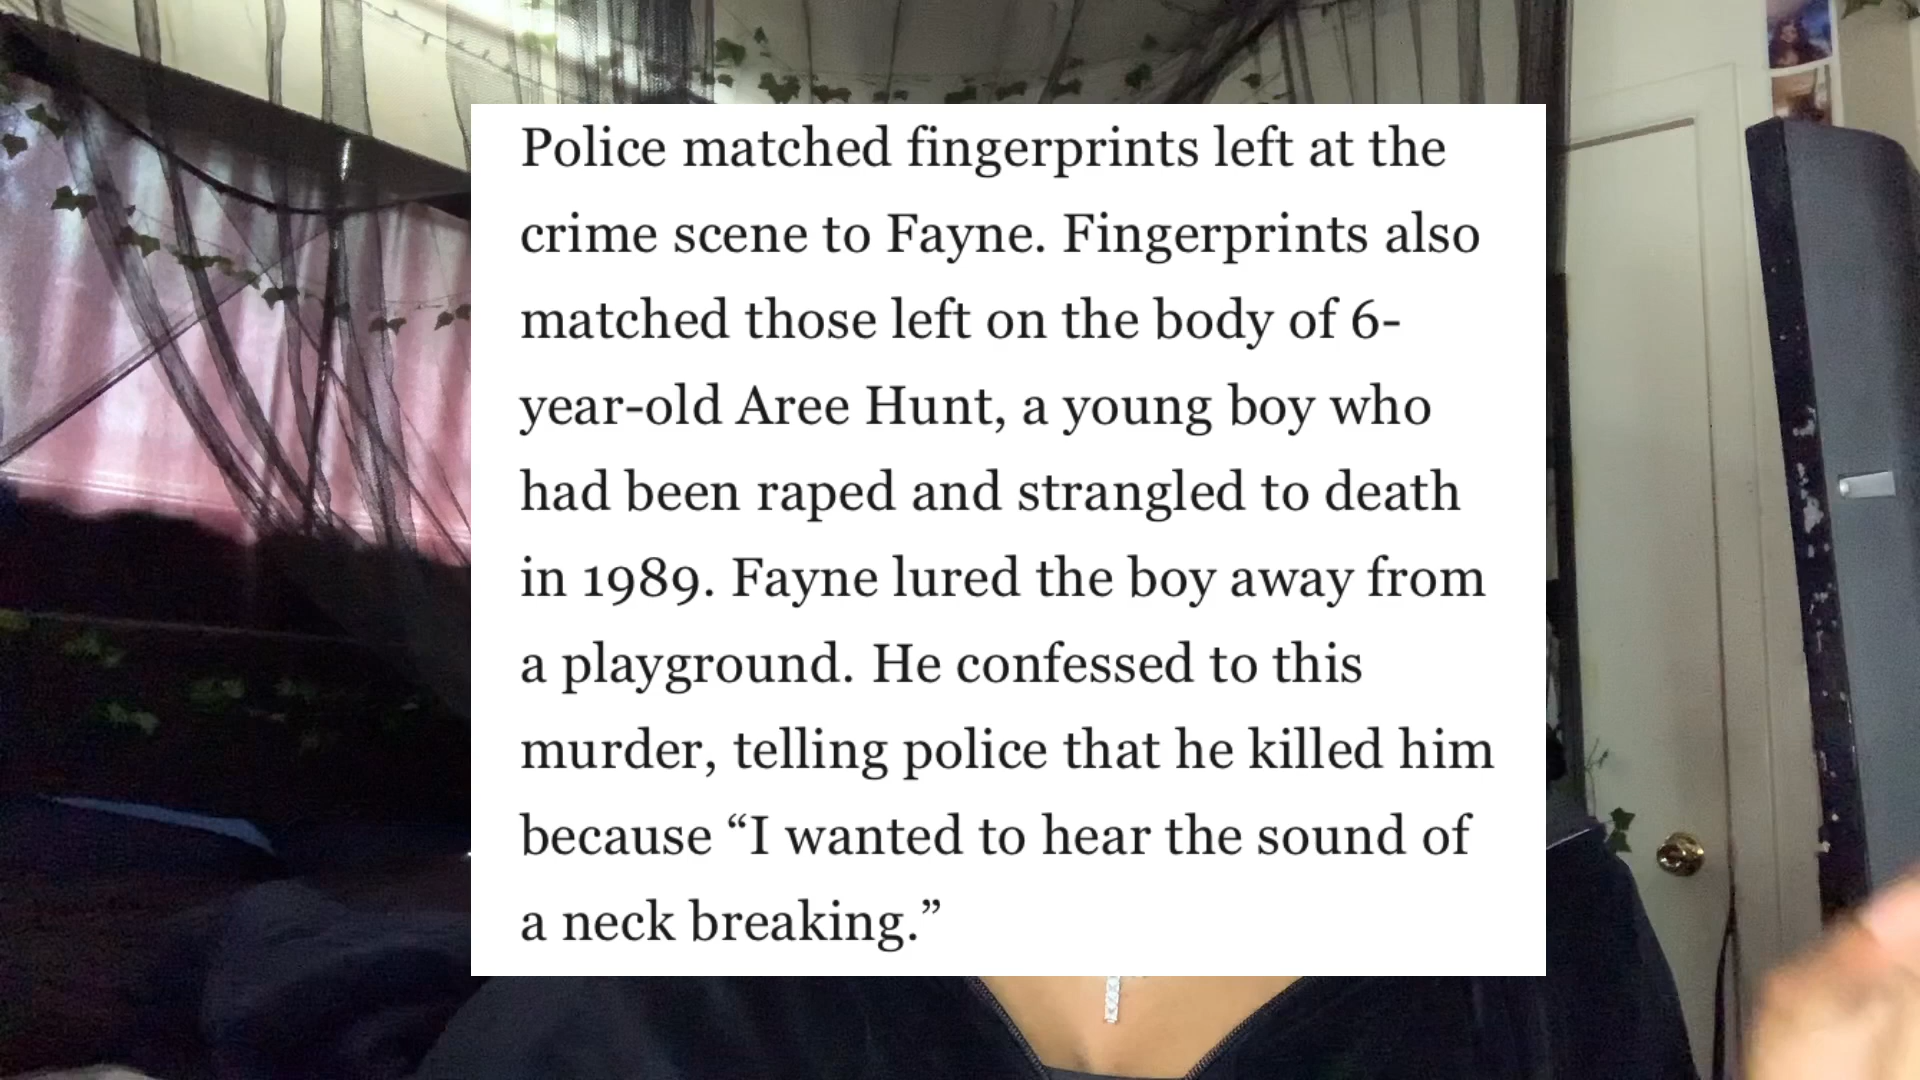 Police matched fingerprints left at the
crime scene to Fayne. Fingerprints also
matched those left on the body of 6-
year-old Aree Hunt, a young boy who
had been raped and strangled to death
in 1989. Fayne lured the boy away from
a playground. He confessed to this
murder, telling police that he killed him
because “I wanted to hear the sound of
a neck breaking.”